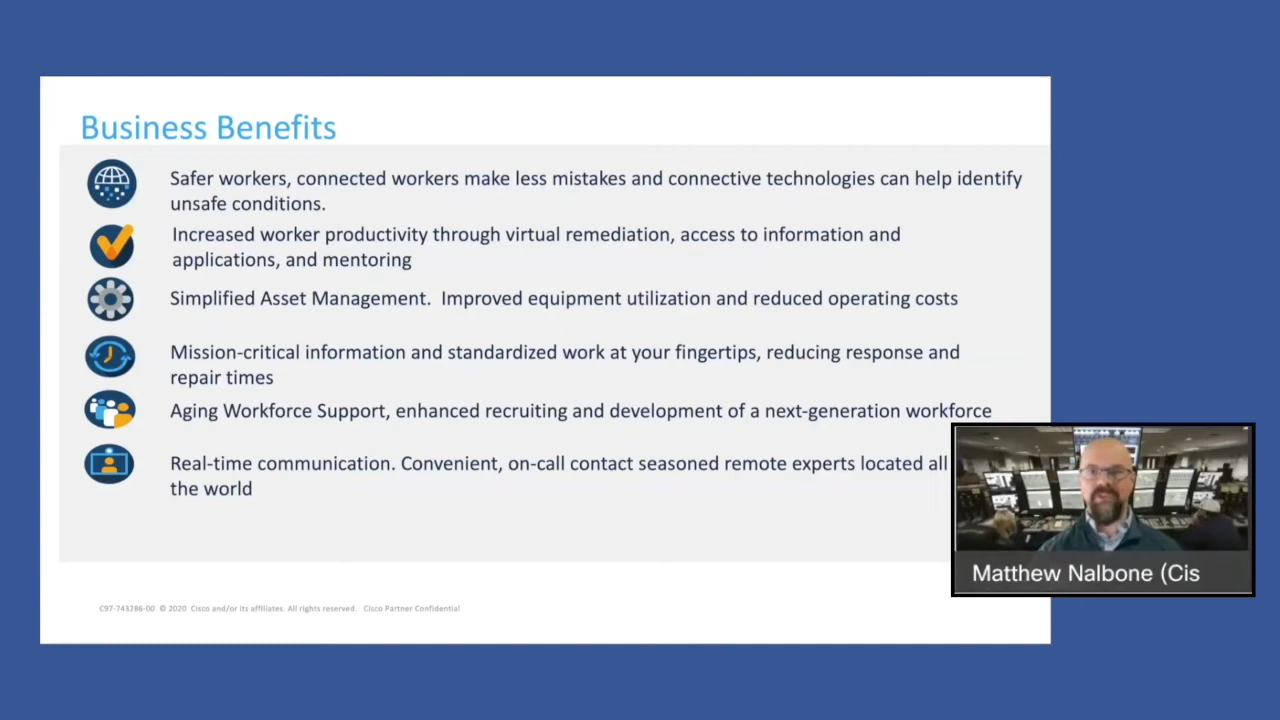 Business Benefits
Safer workers, connected workers make less mistakes and connective technologies can help identify
unsafe conditions.
Increased worker productivity through virtual remediation, access to information and
applications, and mentoring
Simplified Asset Management.  Improved equipment utilization and reduced operating costs
Mission-critical information and standardized work at your fingertips, reducing response and
repair times
Aging Workforce Support, enhanced recruiting and development of a next-generation workforce
Real-time communication. Convenient, on-call contact seasoned remote experts located all
the world
Matthew Nalbone (Cis
C97-743286-00  © 2020  Cisco and/or its affiliates. All rights reserved.   Cisco Partner Confidential